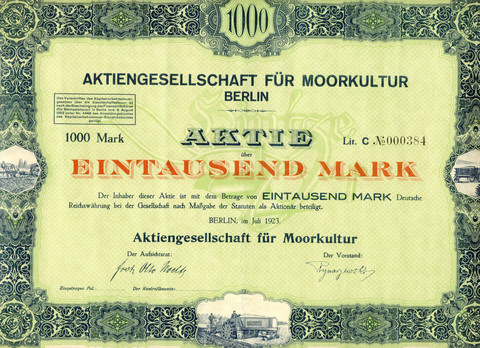 1000
AKTIENGESELLSCHAFT FÜR MOORKULTUR
BERLIN
1000 Mark
AKTIE
Lit. C №000384
über
EINTAUSEND MARK
Der Inhaber dieser Aktie ist mit dem Betrage von EINTAUSEND MARK Deutsche
Reichswährung bei der Gesellschaft nach Maßgabe der Statuten als Aktionär beteiligt.
BERLIN, im Juli 1923.
Aktiengesellschaft für Moorkultur
Der Aufsichtsrat:
Der Vorstand:
Eingetragen Fol.
Der Kontrollbeamte: